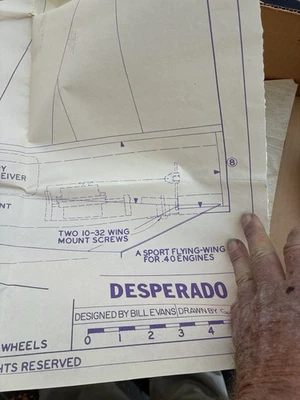 EIVER
8
NT
TWO 10-32 WING
MOUNT SCREWS
A SPORT FLYING-WING
FOR .40 ENGINES
DESPERADO
DESIGNED BY BILL EVANS DRAWN BY
WHEELS
0 1 2 3 4
HTS RESERVED